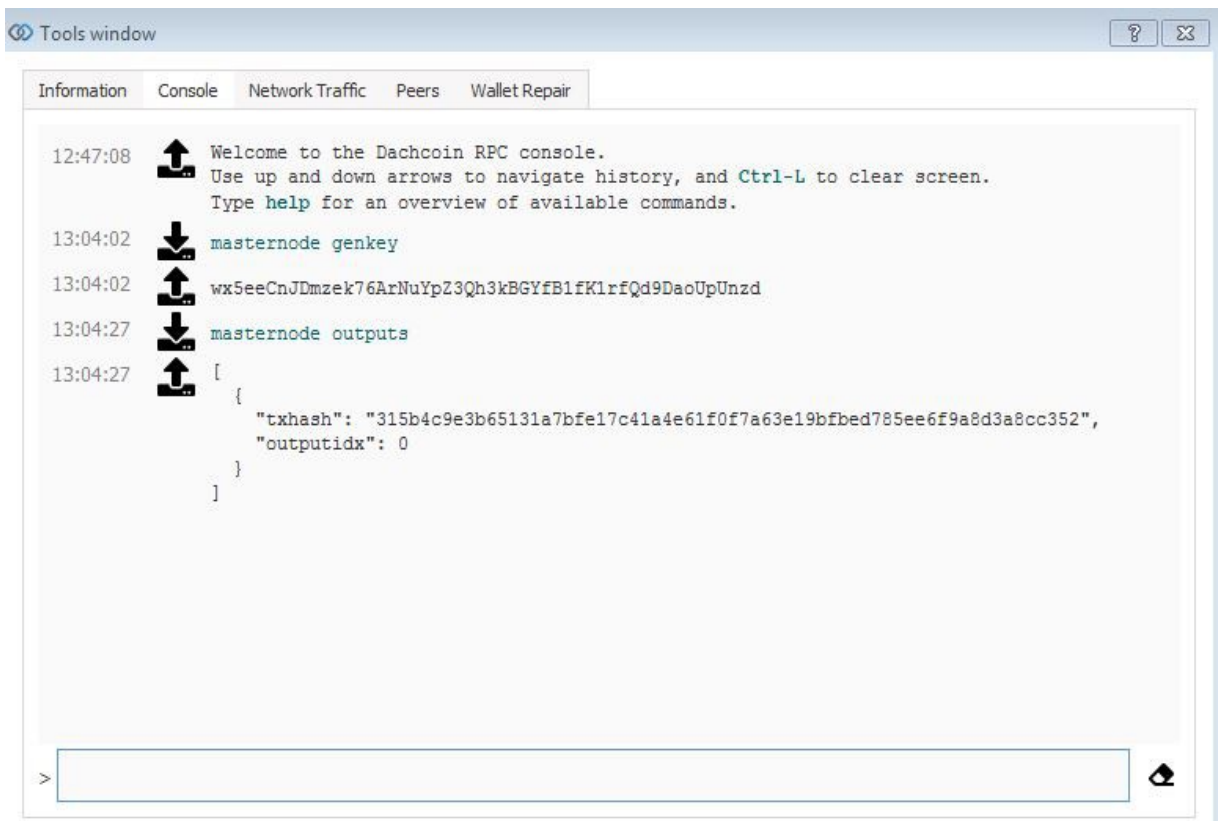 Tools window
Information Console Network Traffic Peers Wallet Repair
12:47:08 Welcome to the Dachcoin RPC console.
Use up and down arrows to navigate history, and Ctrl-L to clear screen.
Type help for an overview of available commands.
13:04:02 masternode genkey
13:04:02 wx5eeCnJDmzek76ArNuYpZ3Qh3kBGYfB1fK1rfQd9DaoUpUnzd
13:04:27 masternode outputs
13:04:27 [
{
"txhash": "315b4c9e3b65131a7bfe17c41a4e61f0f7a63e19bfbed785ee6f9a8d3a8cc352",
"outputidx": 0
}
]
>